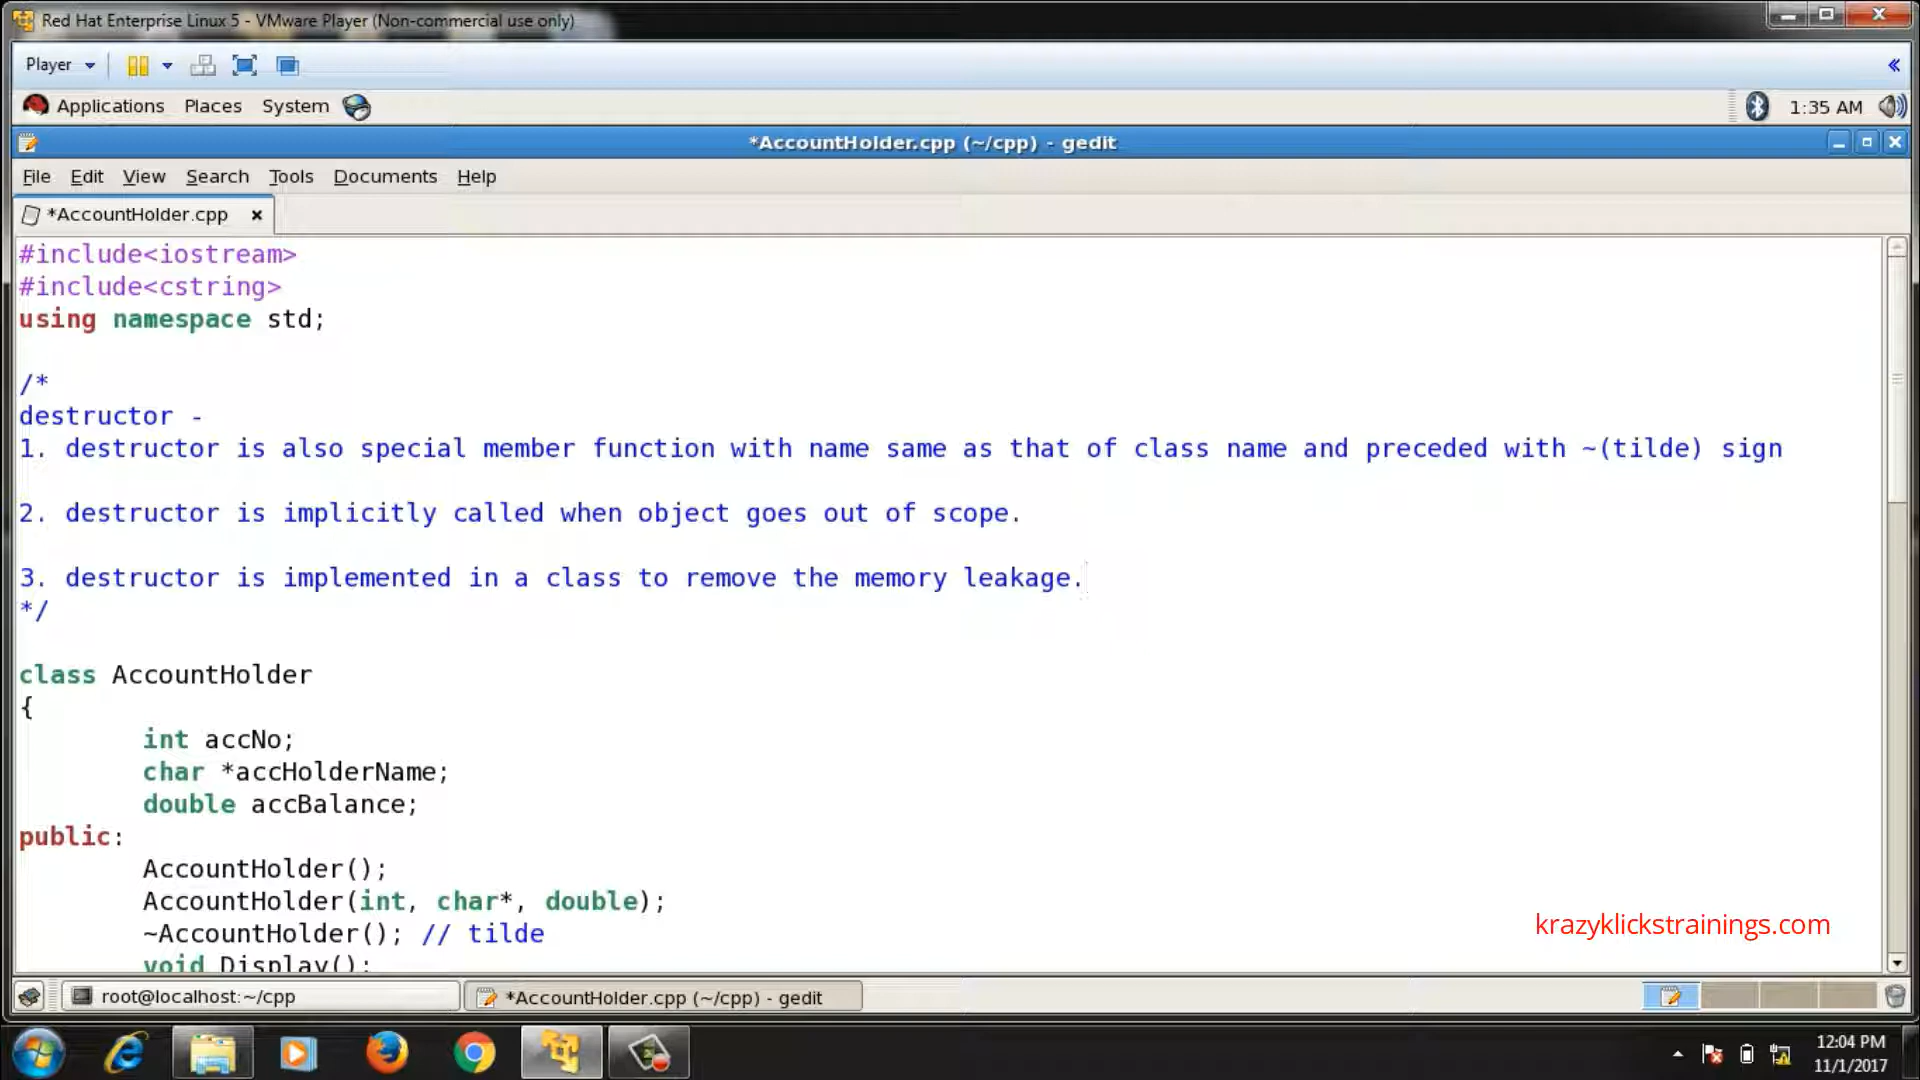 Red Hat Enterprise Linux 5 - VMware Player (Non-commercial use only)
Player
Applications Places System 1:35 AM
*AccountHolder.cpp (~/cpp) - gedit
File Edit View Search Tools Documents Help
*AccountHolder.cpp
#include<iostream>
#include<cstring>
using namespace std;
/*
destructor -
1. destructor is also special member function with name same as that of class name and preceded with ~(tilde) sign
2. destructor is implicitly called when object goes out of scope.
3. destructor is implemented in a class to remove the memory leakage.
*/
class AccountHolder
{
int accNo;
char *accHolderName;
double accBalance;
public:
AccountHolder();
AccountHolder(int, char*, double);
~AccountHolder(); // tilde
void Display();
krazyklickstrainings.com
root@localhost:~/cpp
*AccountHolder.cpp (~/cpp) - gedit
12:04 PM
11/1/2017